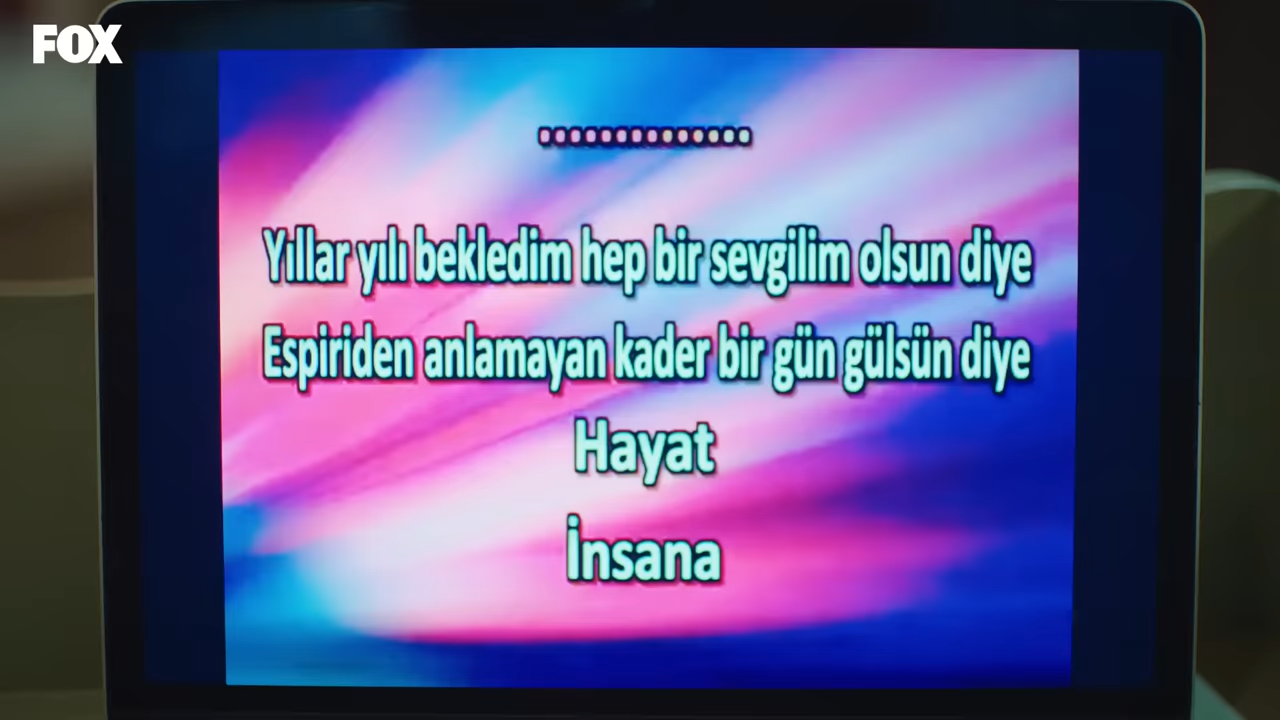 FOX
Yıllar yılı bekledim hep bir sevgilim olsun diye
Espiriden anlamayan kader bir gün gülsün diye
Hayat
İnsana